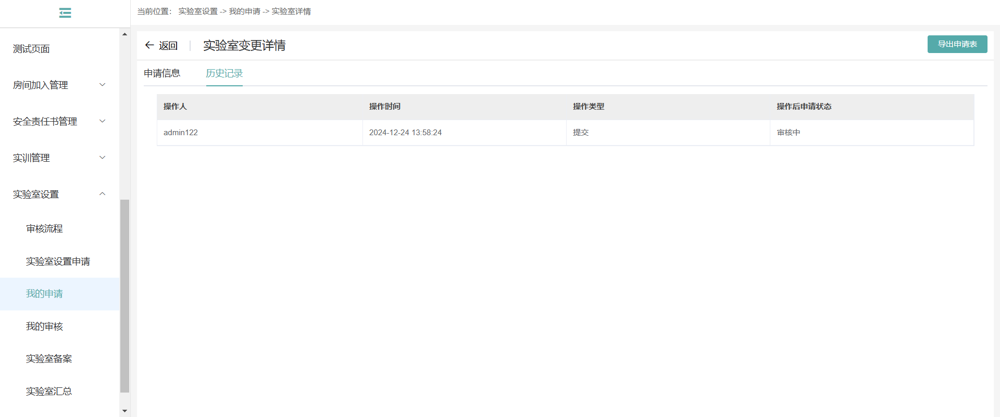 当前位置： 实验室设置 -> 我的申请 -> 实验室详情
测试页面
房间加入管理
安全责任书管理
实训管理
实验室设置
审核流程
实验室设置申请
我的申请
我的审核
实验室备案
实验室汇总
返回 实验室变更详情 导出申请表
申请信息 历史记录
操作人 操作时间 操作类型 操作后申请状态
admin122 2024-12-24 13:58:24 提交 审核中